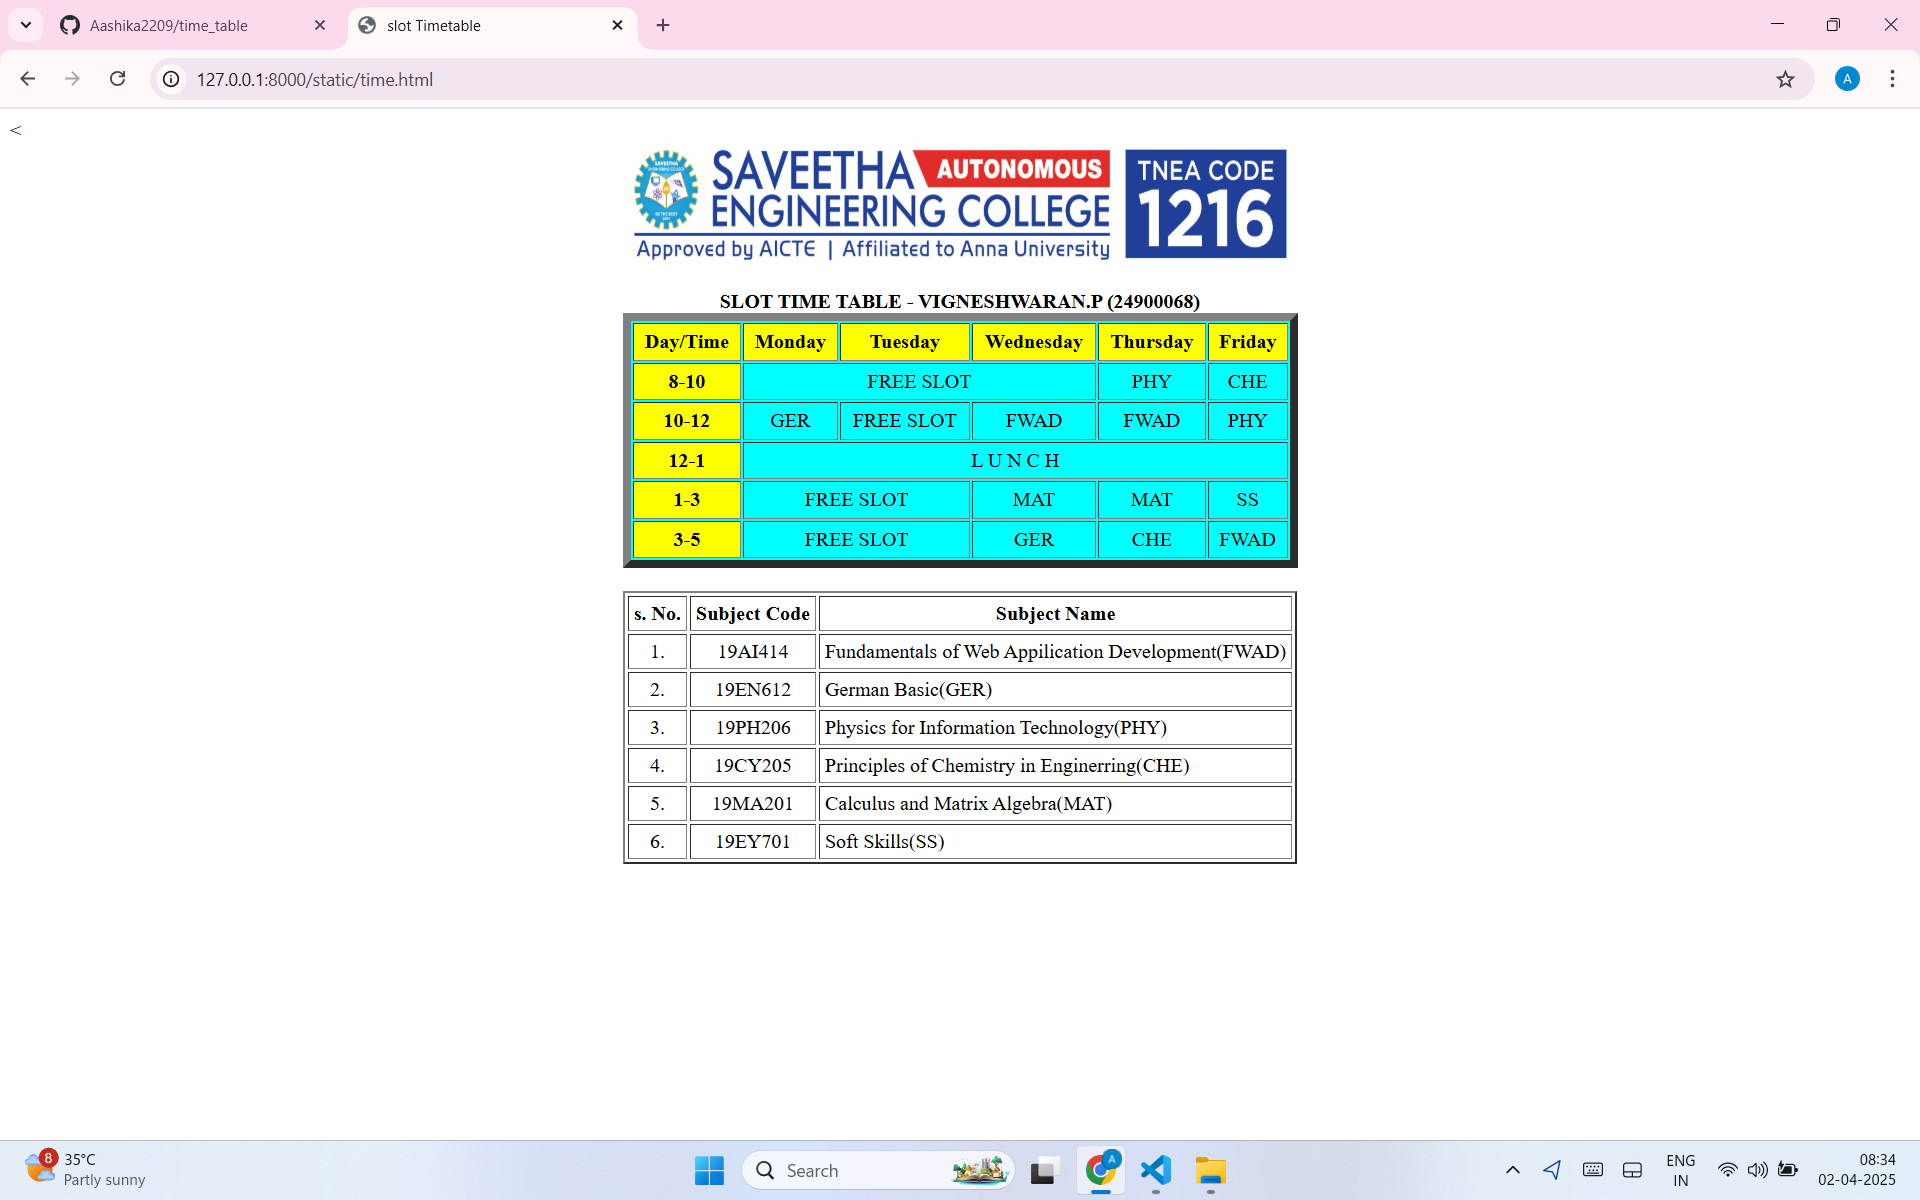 Aashika2209/time_table
slot Timetable
127.0.0.1:8000/static/time.html
A
<
SAVEETHA AUTONOMOUS
ENGINEERING COLLEGE
Approved by AICTE | Affiliated to Anna University
TNEA CODE
1216
SLOT TIME TABLE - VIGNESHWARAN.P (24900068)
Day/Time Monday Tuesday Wednesday Thursday Friday
8-10 FREE SLOT PHY CHE
10-12 GER FREE SLOT FWAD FWAD PHY
12-1 L U N C H
1-3 FREE SLOT MAT MAT SS
3-5 FREE SLOT GER CHE FWAD
s. No. Subject Code Subject Name
1. 19AI414 Fundamentals of Web Appilication Development(FWAD)
2. 19EN612 German Basic(GER)
3. 19PH206 Physics for Information Technology(PHY)
4. 19CY205 Principles of Chemistry in Enginerring(CHE)
5. 19MA201 Calculus and Matrix Algebra(MAT)
6. 19EY701 Soft Skills(SS)
8
35°C
Partly sunny
Search
A
ENG
IN
08:34
02-04-2025